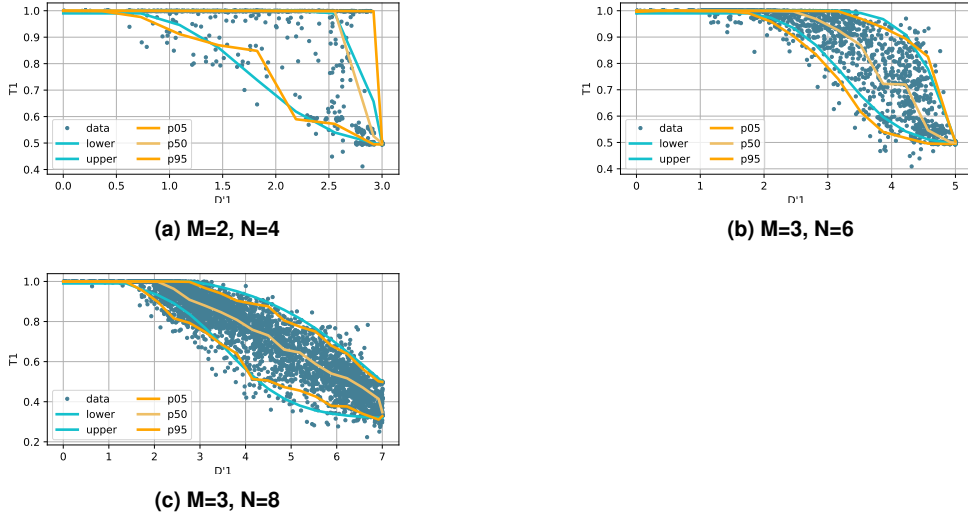 1.0
0.9
0.8
0.7
0.6
0.5
0.4
T1
data
lower
upper
p05
p50
p95
0.0 0.5 1.0 1.5 2.0 2.5 3.0
D'1
(a) M=2, N=4
1.0
0.9
0.8
0.7
0.6
0.5
0.4
T1
data
lower
upper
p05
p50
p95
0 1 2 3 4 5
D'1
(b) M=3, N=6
1.0
0.8
0.6
0.4
0.2
T1
data
lower
upper
p05
p50
p95
0 1 2 3 4 5 6 7
D'1
(c) M=3, N=8